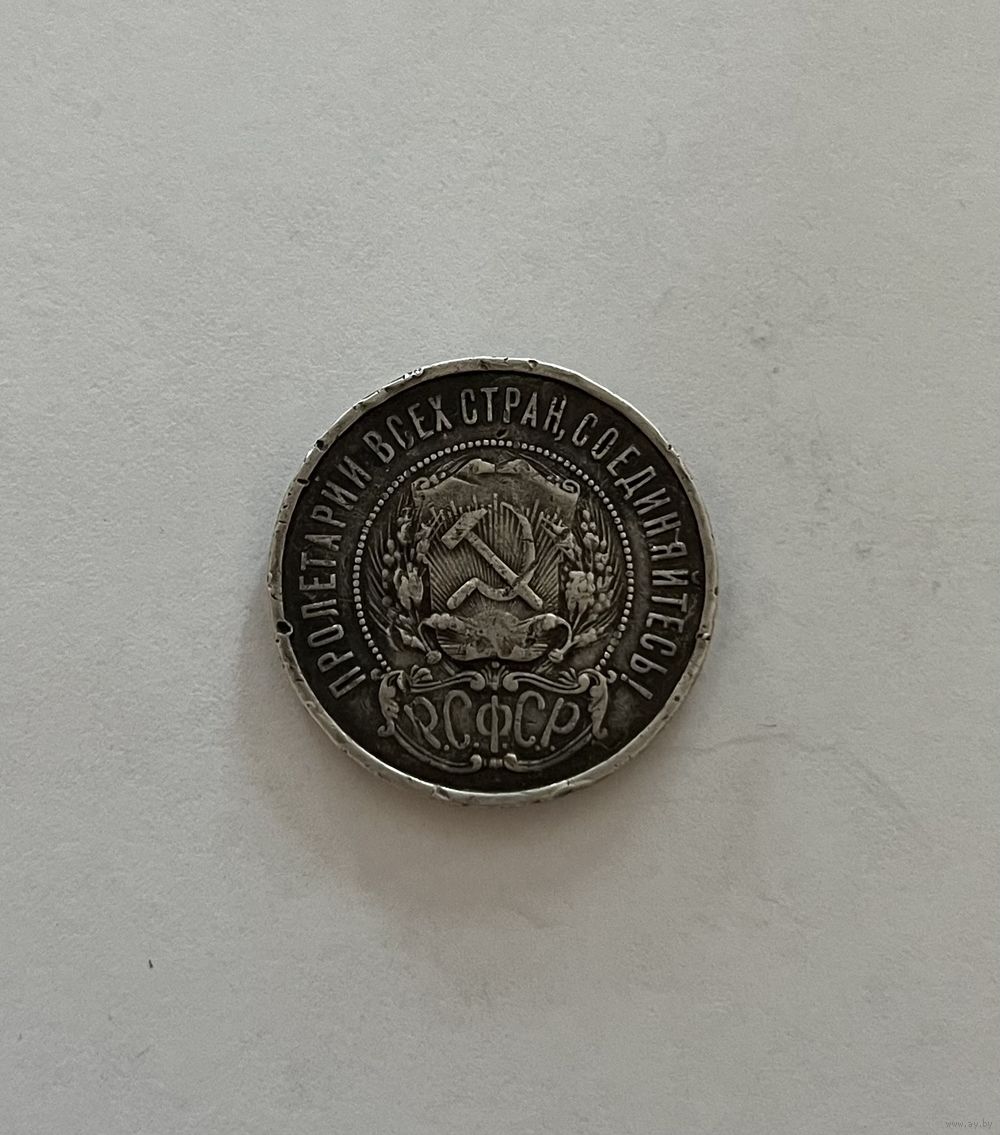 ПРОЛЕТАРИИ ВСЕХ СТРАН, СОЕДИНЯЙТЕСЬ!
Р.С.Ф.С.Р.
www.ay.by